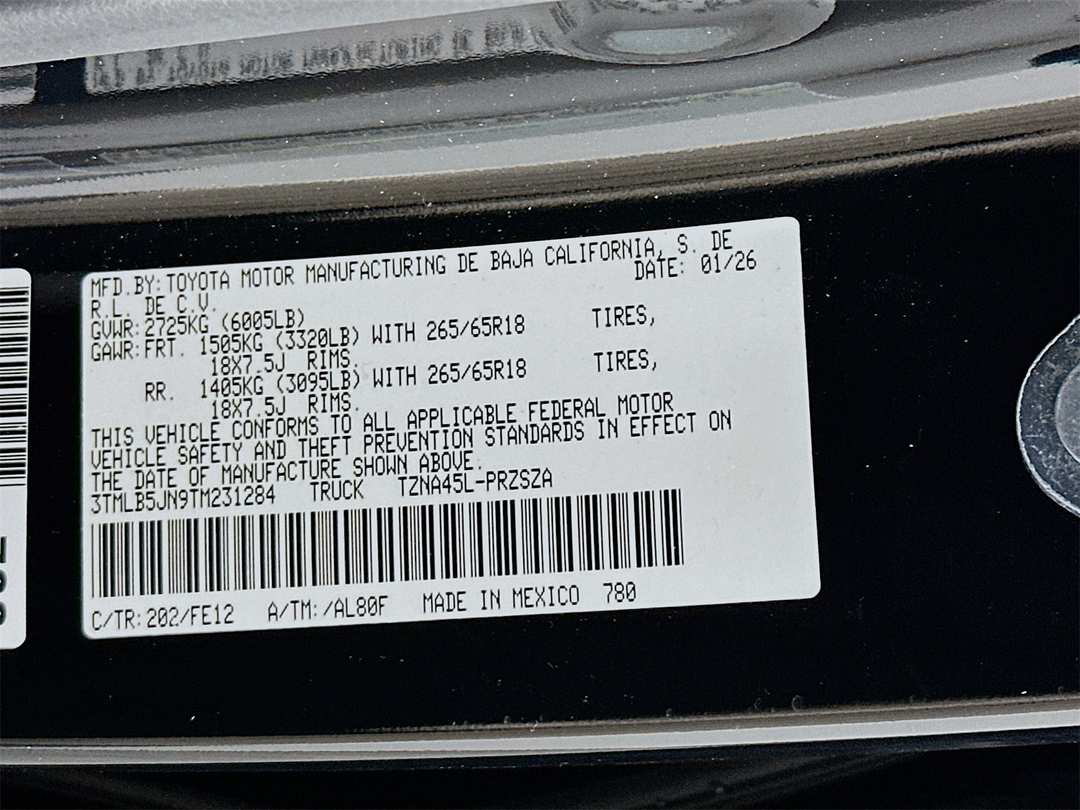 MFD.BY:TOYOTA MOTOR MANUFACTURING DE BAJA CALIFORNIA, S. DE
R.L. DE C.V. DATE: 01/26
GVWR:2725KG (6005LB)
GAWR:FRT. 1505KG (3320LB) WITH 265/65R18 TIRES,
18X7.5J RIMS.
RR. 1405KG (3095LB) WITH 265/65R18 TIRES,
18X7.5J RIMS.
THIS VEHICLE CONFORMS TO ALL APPLICABLE FEDERAL MOTOR
VEHICLE SAFETY AND THEFT PREVENTION STANDARDS IN EFFECT ON
THE DATE OF MANUFACTURE SHOWN ABOVE.
3TMLB5JN9TM231284 TRUCK TZNA45L-PRZSZA
C/TR:202/FE12 A/TM:/AL80F MADE IN MEXICO 780